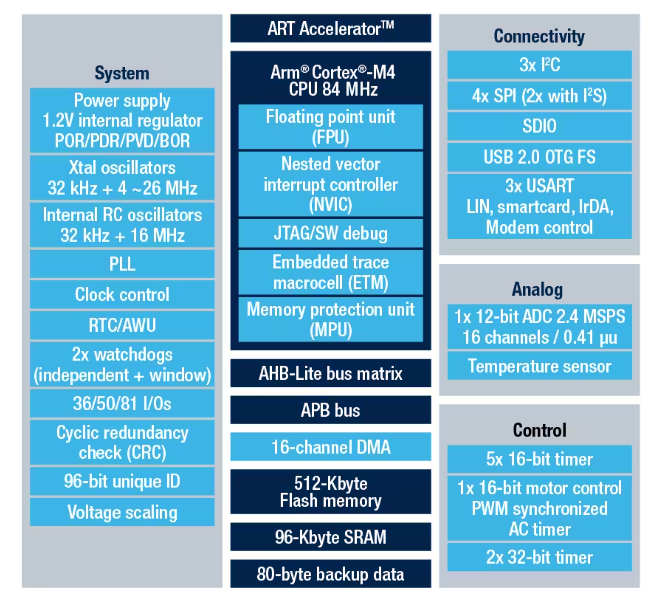 System
Power supply
1.2V internal regulator
POR/PDR/PVD/BOR
Xtal oscillators
32 kHz + 4 ~26 MHz
Internal RC oscillators
32 kHz + 16 MHz
PLL
Clock control
RTC/AWU
2x watchdogs
(independent + window)
36/50/81 I/Os
Cyclic redundancy
check (CRC)
96-bit unique ID
Voltage scaling
ART Accelerator™
Arm® Cortex®-M4
CPU 84 MHz
Floating point unit
(FPU)
Nested vector
interrupt controller
(NVIC)
JTAG/SW debug
Embedded trace
macrocell (ETM)
Memory protection unit
(MPU)
AHB-Lite bus matrix
APB bus
16-channel DMA
512-Kbyte
Flash memory
96-Kbyte SRAM
80-byte backup data
Connectivity
3x I²C
4x SPI (2x with I²S)
SDIO
USB 2.0 OTG FS
3x USART
LIN, smartcard, IrDA,
Modem control
Analog
1x 12-bit ADC 2.4 MSPS
16 channels / 0.41 µu
Temperature sensor
Control
5x 16-bit timer
1x 16-bit motor control
PWM synchronized
AC timer
2x 32-bit timer